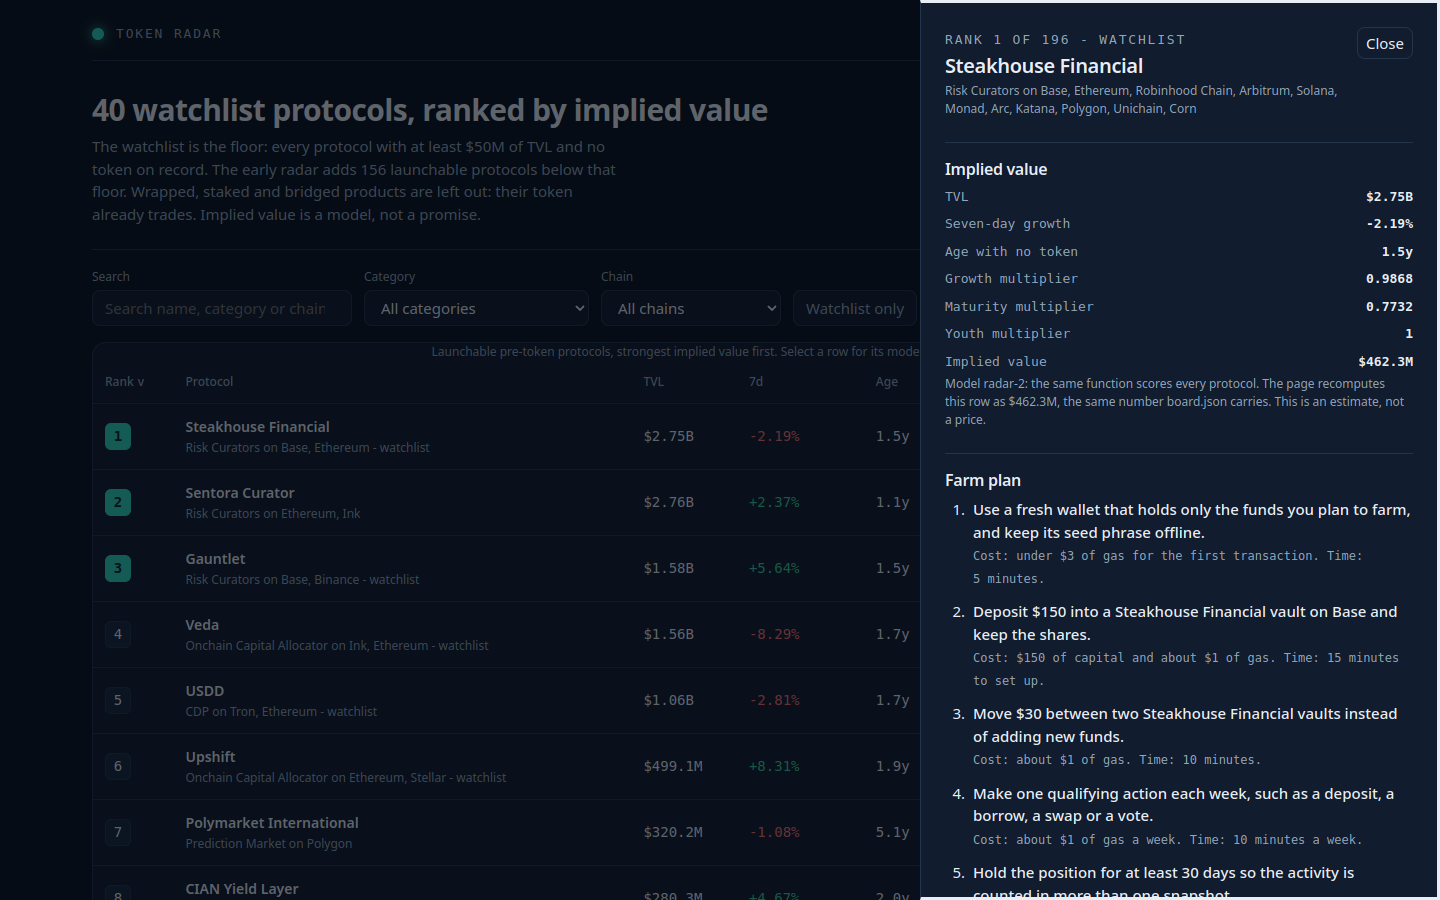 TOKEN RADAR
40 watchlist protocols, ranked by implied value
The watchlist is the floor: every protocol with at least $50M of TVL and no
token on record. The early radar adds 156 launchable protocols below that
floor. Wrapped, staked and bridged products are left out: their token
already trades. Implied value is a model, not a promise.
Search
Category
Chain
Search name, category or chain
All categories
All chains
Watchlist only
Launchable pre-token protocols, strongest implied value first. Select a row for its mode
Rank v Protocol TVL 7d Age
1 Steakhouse Financial $2.75B -2.19% 1.5y
Risk Curators on Base, Ethereum - watchlist
2 Sentora Curator $2.76B +2.37% 1.1y
Risk Curators on Ethereum, Ink
3 Gauntlet $1.58B +5.64% 1.5y
Risk Curators on Base, Binance - watchlist
4 Veda $1.56B -8.29% 1.7y
Onchain Capital Allocator on Ink, Ethereum - watchlist
5 USDD $1.06B -2.81% 1.7y
CDP on Tron, Ethereum - watchlist
6 Upshift $499.1M +8.31% 1.9y
Onchain Capital Allocator on Ethereum, Stellar - watchlist
7 Polymarket International $320.2M -1.08% 5.1y
Prediction Market on Polygon
8 CIAN Yield Layer $280.3M +4.67% 2.0y
RANK 1 OF 196 - WATCHLIST
Close
Steakhouse Financial
Risk Curators on Base, Ethereum, Robinhood Chain, Arbitrum, Solana,
Monad, Arc, Katana, Polygon, Unichain, Corn
Implied value
TVL $2.75B
Seven-day growth -2.19%
Age with no token 1.5y
Growth multiplier 0.9868
Maturity multiplier 0.7732
Youth multiplier 1
Implied value $462.3M
Model radar-2: the same function scores every protocol. The page recomputes
this row as $462.3M, the same number board.json carries. This is an estimate, not
a price.
Farm plan
1. Use a fresh wallet that holds only the funds you plan to farm,
and keep its seed phrase offline.
Cost: under $3 of gas for the first transaction. Time:
5 minutes.
2. Deposit $150 into a Steakhouse Financial vault on Base and
keep the shares.
Cost: $150 of capital and about $1 of gas. Time: 15 minutes
to set up.
3. Move $30 between two Steakhouse Financial vaults instead
of adding new funds.
Cost: about $1 of gas. Time: 10 minutes.
4. Make one qualifying action each week, such as a deposit, a
borrow, a swap or a vote.
Cost: about $1 of gas a week. Time: 10 minutes a week.
5. Hold the position for at least 30 days so the activity is
counted in more than one snapshot.